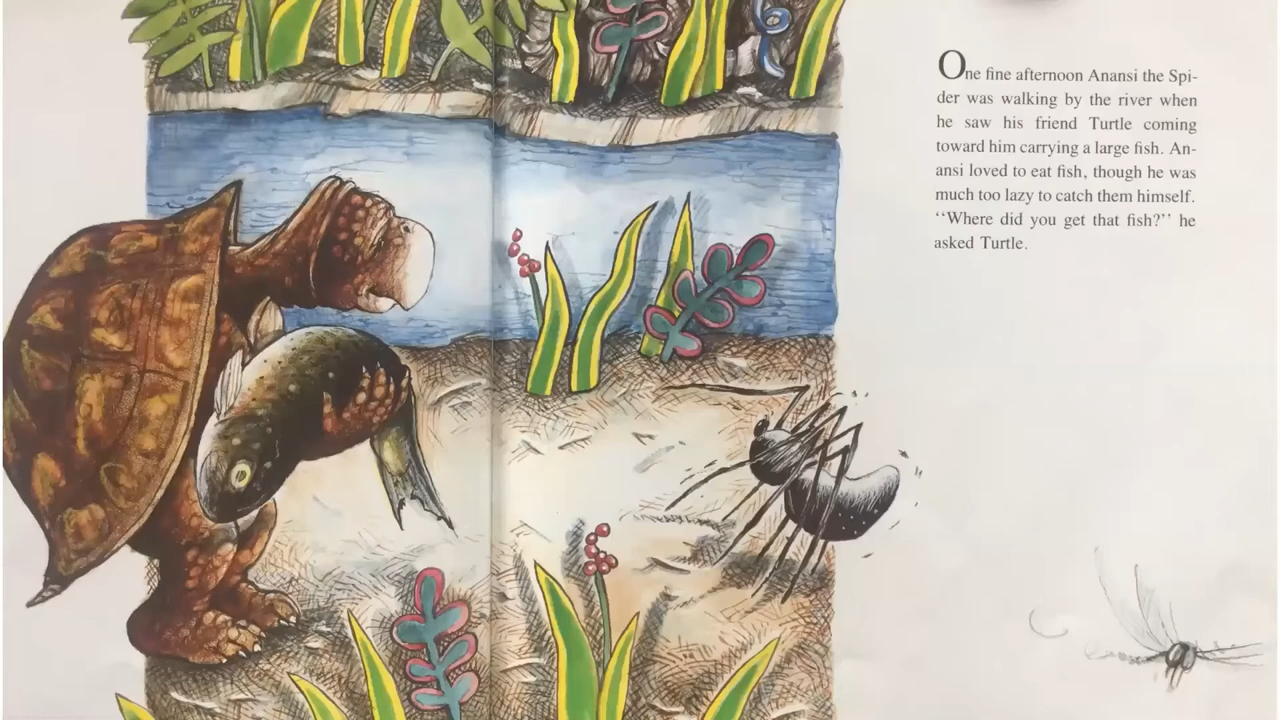 One fine afternoon Anansi the Spi-
der was walking by the river when
he saw his friend Turtle coming
toward him carrying a large fish. An-
ansi loved to eat fish, though he was
much too lazy to catch them himself.
‘‘Where did you get that fish?’’ he
asked Turtle.